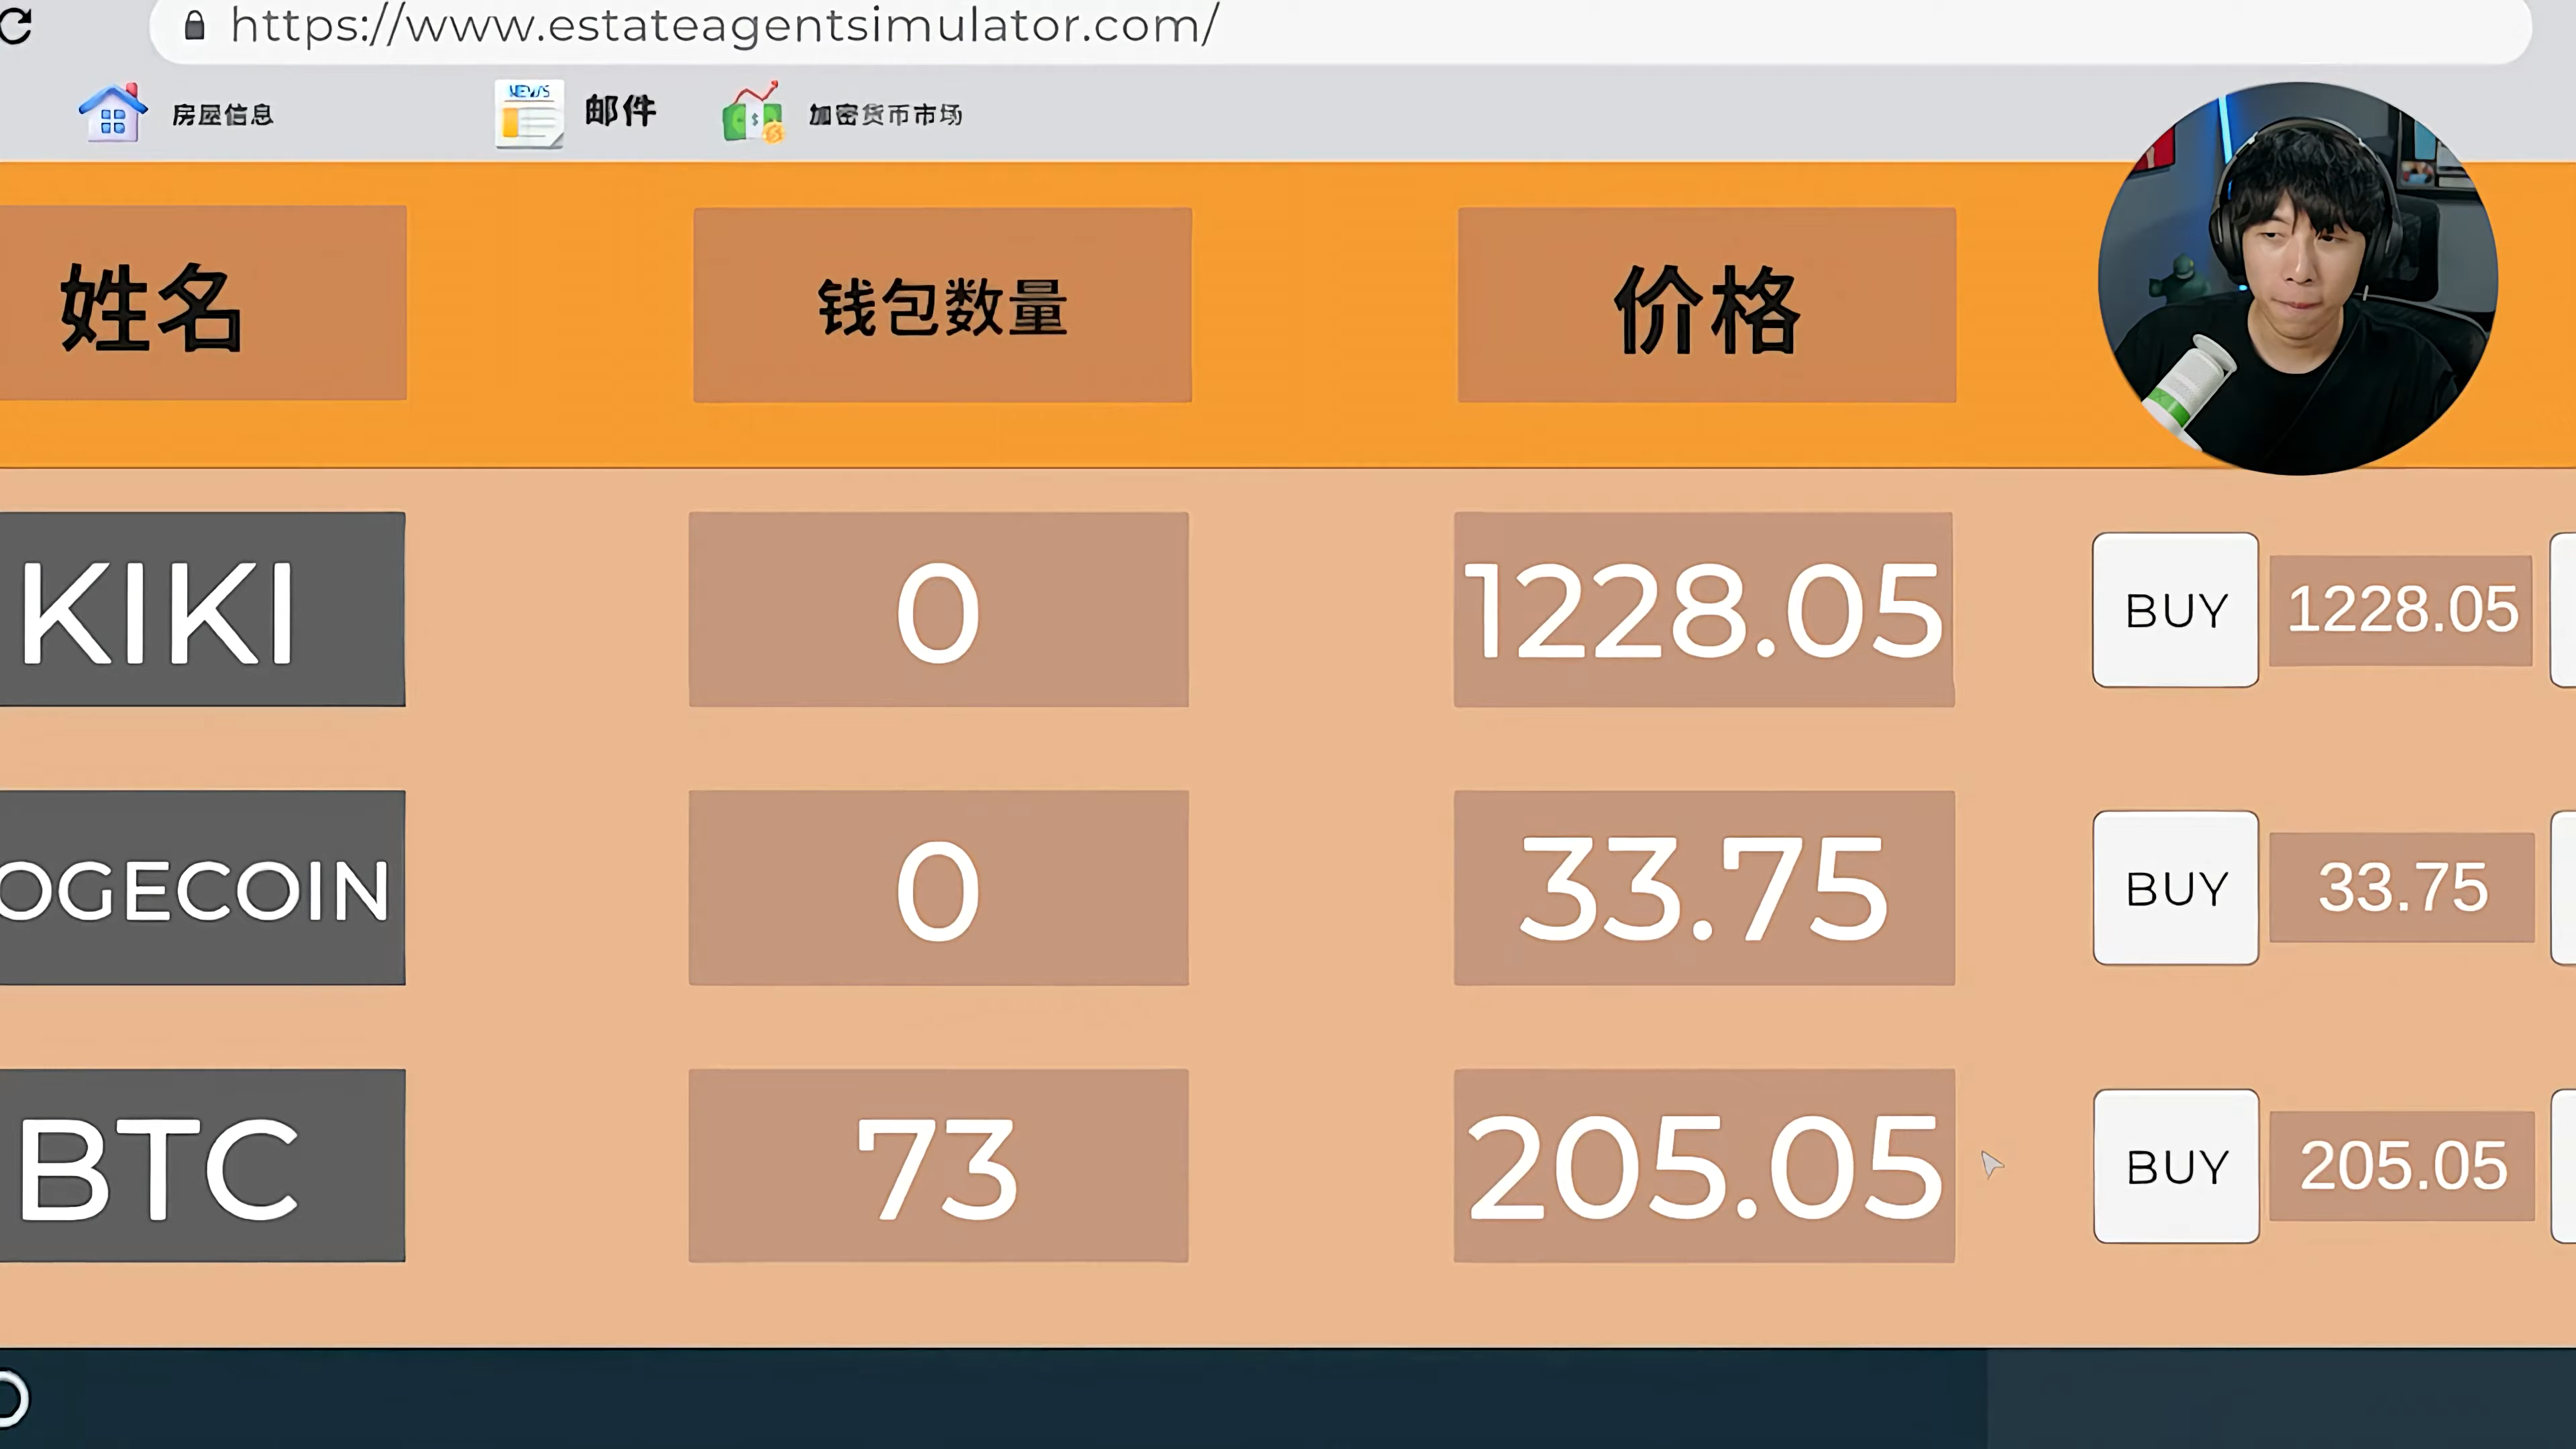 https://www.estateagentsimulator.com/
房屋信息 NEWS 邮件 加密货币市场
姓名 钱包数量 价格
KIKI 0 1228.05 BUY 1228.05
OGECOIN 0 33.75 BUY 33.75
BTC 73 205.05 BUY 205.05